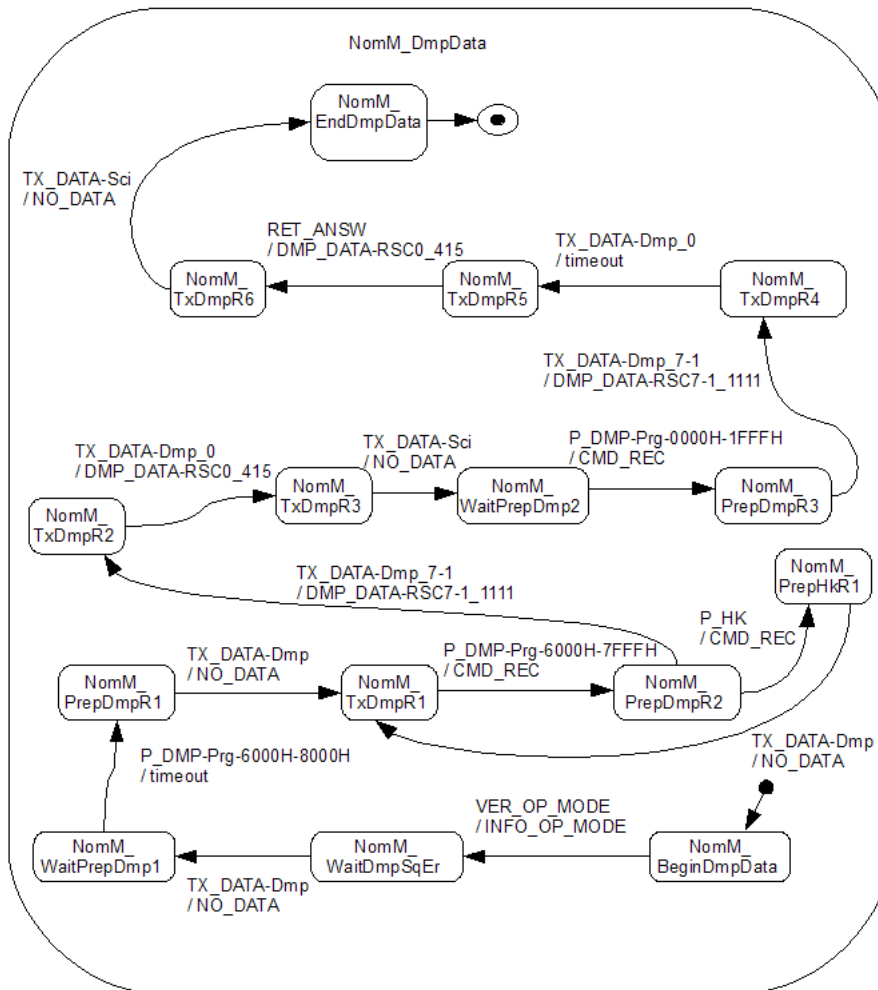 NomM_DmpData
NomM_
EndDmpData
TX_DATA-Sci
/ NO_DATA
RET_ANSW
/ DMP_DATA-RSC0_415
TX_DATA-Dmp_0
/ timeout
NomM_
TxDmpR6
NomM_
TxDmpR5
NomM_
TxDmpR4
TX_DATA-Dmp_7-1
/ DMP_DATA-RSC7-1_1111
TX_DATA-Dmp_0
/ DMP_DATA-RSC0_415
TX_DATA-Sci
/ NO_DATA
P_DMP-Prg-0000H-1FFFH
/ CMD_REC
NomM_
TxDmpR2
NomM_
TxDmpR3
NomM_
WaitPrepDmp2
NomM_
PrepDmpR3
TX_DATA-Dmp_7-1
/ DMP_DATA-RSC7-1_1111
NomM_
PrepHkR1
P_HK
/ CMD_REC
TX_DATA-Dmp
/ NO_DATA
P_DMP-Prg-6000H-7FFFH
/ CMD_REC
NomM_
PrepDmpR1
NomM_
TxDmpR1
NomM_
PrepDmpR2
P_DMP-Prg-6000H-8000H
/ timeout
TX_DATA-Dmp
/ NO_DATA
VER_OP_MODE
/ INFO_OP_MODE
NomM_
WaitPrepDmp1
NomM_
WaitDmpSqEr
NomM_
BeginDmpData
TX_DATA-Dmp
/ NO_DATA